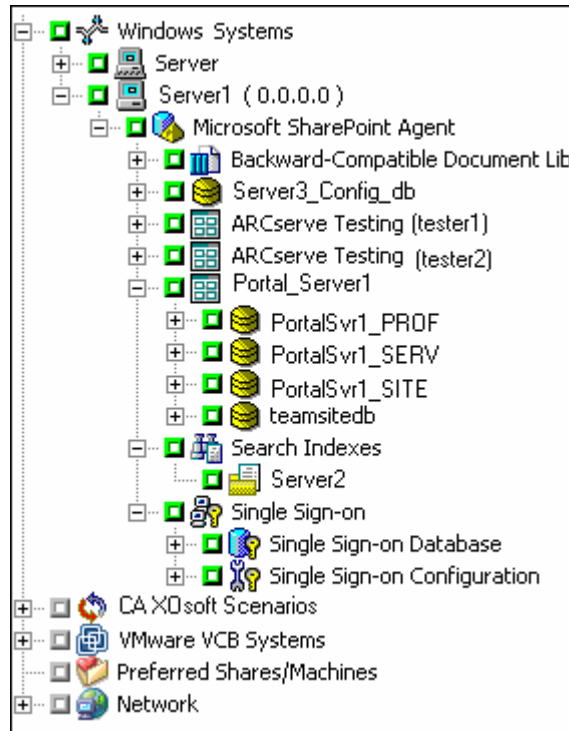 Windows Systems
Server
Server1 ( 0.0.0.0 )
Microsoft SharePoint Agent
Backward-Compatible Document Lib
Server3_Config_db
ARCserve Testing (tester1)
ARCserve Testing (tester2)
Portal_Server1
PortalSvr1_PROF
PortalSvr1_SERV
PortalSvr1_SITE
teamsitedb
Search Indexes
Server2
Single Sign-on
Single Sign-on Database
Single Sign-on Configuration
CA XOsoft Scenarios
VMware VCB Systems
Preferred Shares/Machines
Network